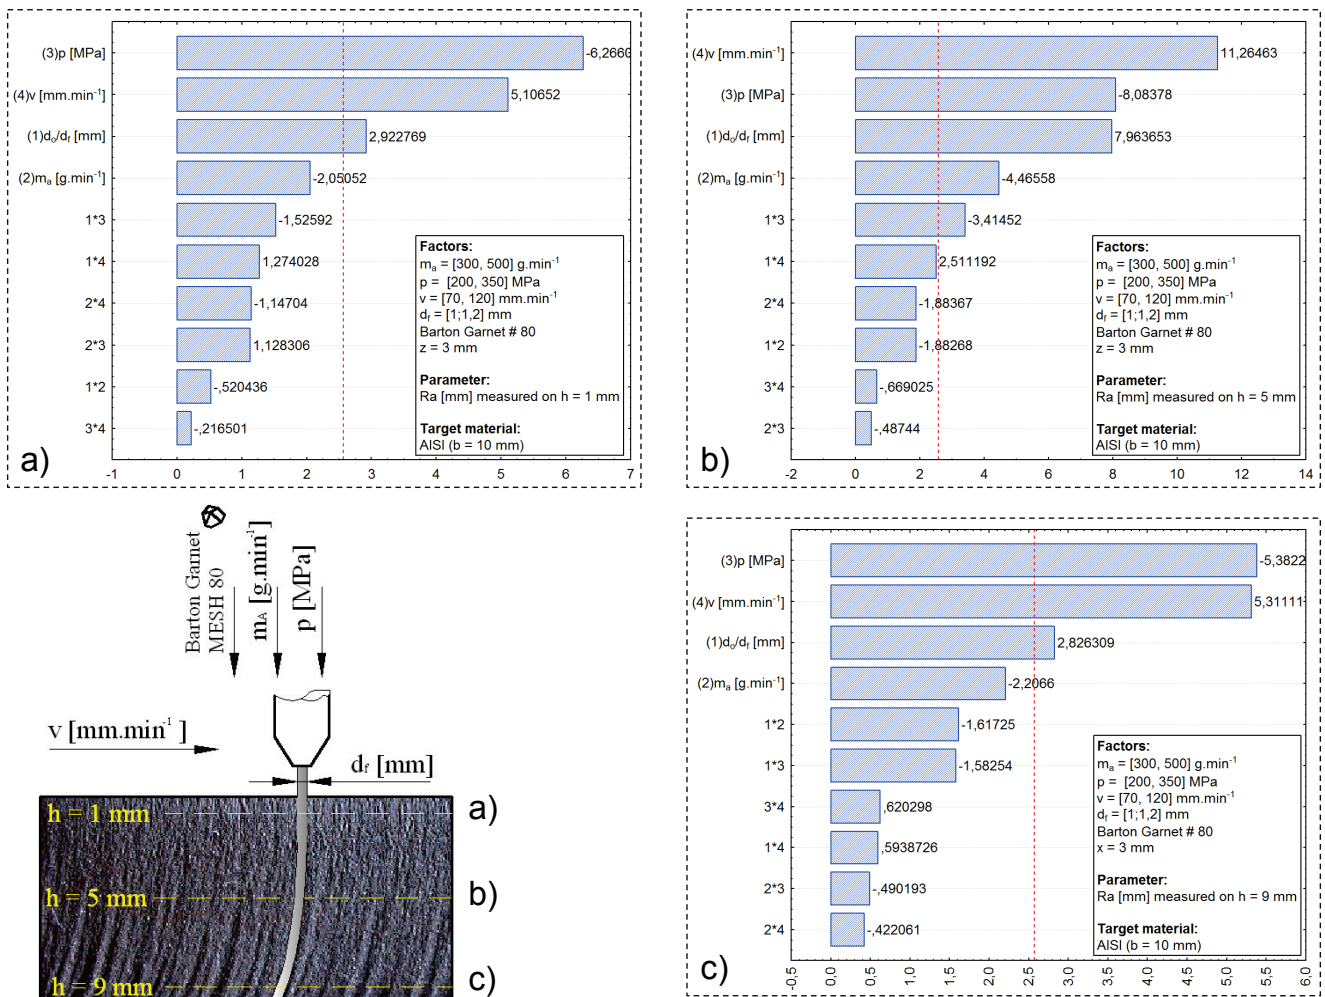 (3)p [MPa]
-6,2660
(4)v [mm.min⁻¹]
5,10652
(1)dₒ/d_f [mm]
2,922769
(2)mₐ [g.min⁻¹]
-2,05052
1*3
-1,52592
1*4
1,274028
2*4
-1,14704
2*3
1,128306
1*2
-,520436
3*4
-,216501
Factors:
mₐ = [300, 500] g.min⁻¹
p = [200, 350] MPa
v = [70, 120] mm.min⁻¹
d_f = [1;1,2] mm
Barton Garnet # 80
z = 3 mm
Parameter:
Ra [mm] measured on h = 1 mm
Target material:
AISI (b = 10 mm)
a)
-1 0 1 2 3 4 5 6 7
(4)v [mm.min⁻¹]
11,26463
(3)p [MPa]
-8,08378
(1)dₒ/d_f [mm]
7,963653
(2)mₐ [g.min⁻¹]
-4,46558
1*3
-3,41452
1*4
2,511192
2*4
-1,88367
1*2
-1,88268
3*4
-,669025
2*3
-,48744
Factors:
mₐ = [300, 500] g.min⁻¹
p = [200, 350] MPa
v = [70, 120] mm.min⁻¹
d_f = [1;1,2] mm
Barton Garnet # 80
z = 3 mm
Parameter:
Ra [mm] measured on h = 5 mm
Target material:
AISI (b = 10 mm)
b)
-2 0 2 4 6 8 10 12 14
Barton Garnet
MESH 80
m_A [g.min⁻¹]
p [MPa]
v [mm.min⁻¹]
d_f [mm]
h = 1 mm
a)
h = 5 mm
b)
h = 9 mm
c)
(3)p [MPa]
-5,3822
(4)v [mm.min⁻¹]
5,31111
(1)dₒ/d_f [mm]
2,826309
(2)mₐ [g.min⁻¹]
-2,2066
1*2
-1,61725
1*3
-1,58254
3*4
,620298
1*4
,5938726
2*3
-,490193
2*4
-,422061
Factors:
mₐ = [300, 500] g.min⁻¹
p = [200, 350] MPa
v = [70, 120] mm.min⁻¹
d_f = [1;1,2] mm
Barton Garnet # 80
x = 3 mm
Parameter:
Ra [mm] measured on h = 9 mm
Target material:
AISI (b = 10 mm)
c)
-0,5 0,0 0,5 1,0 1,5 2,0 2,5 3,0 3,5 4,0 4,5 5,0 5,5 6,0